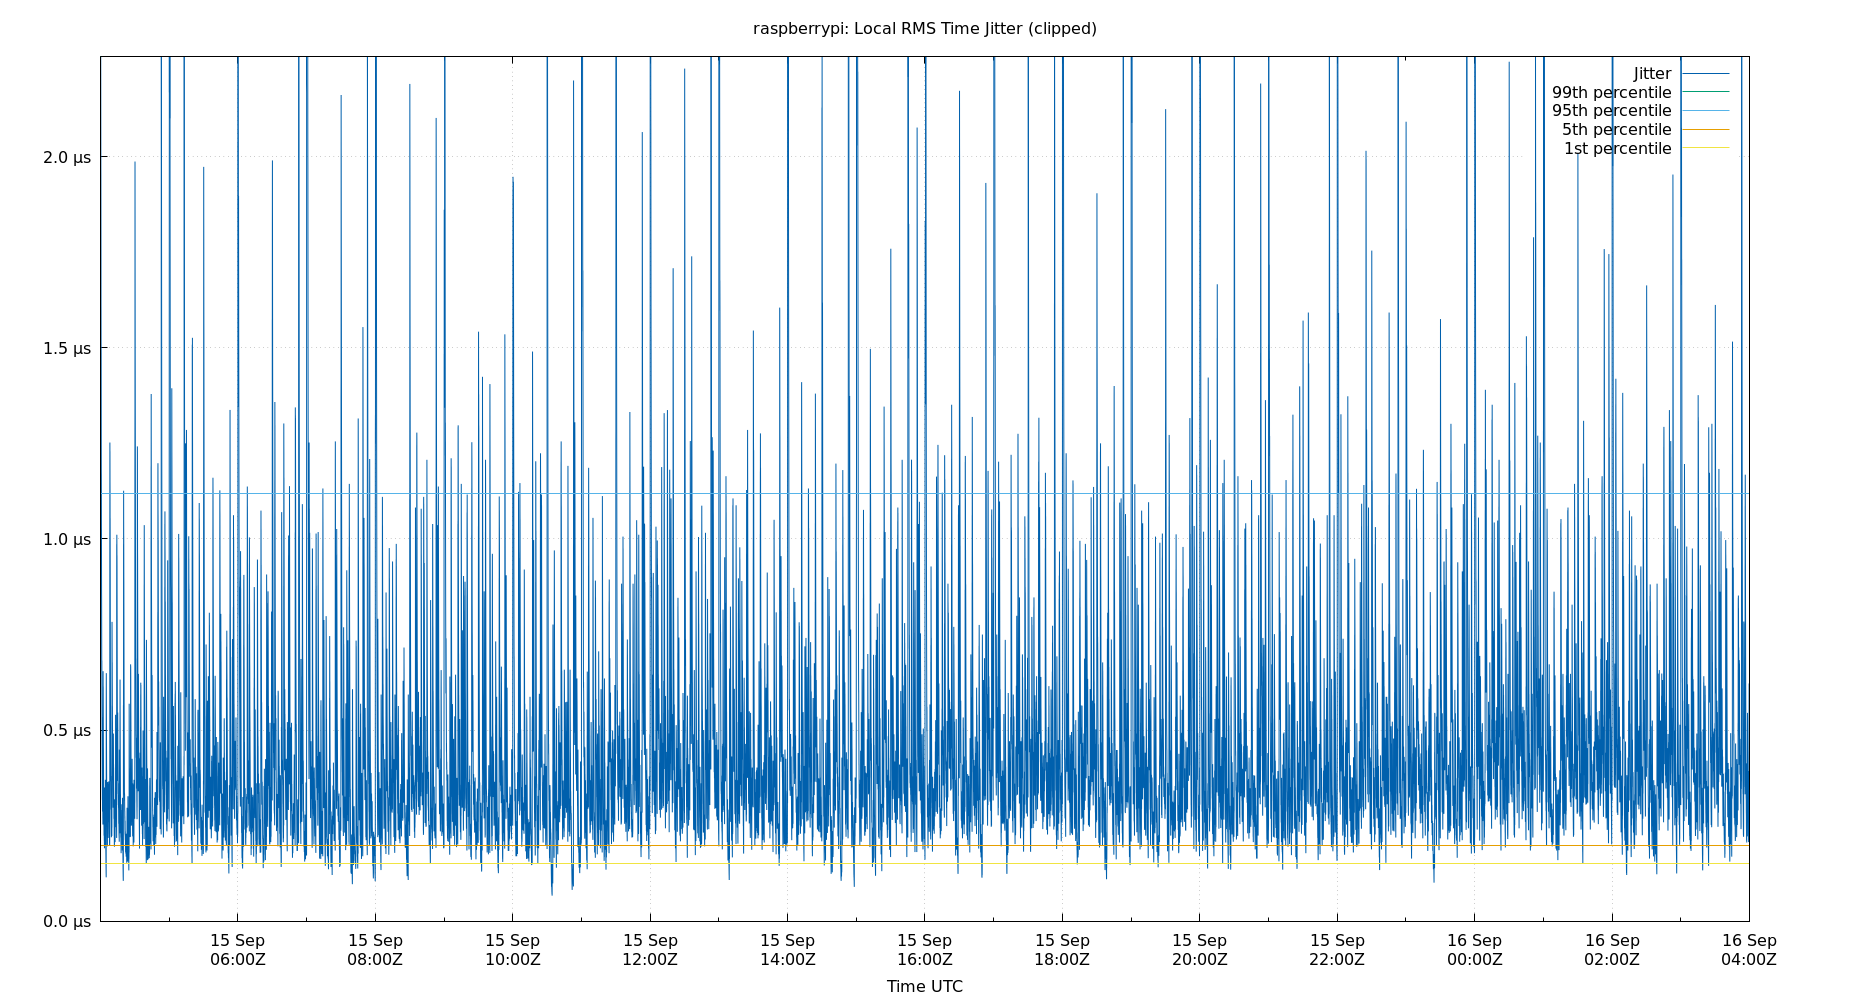 raspberrypi: Local RMS Time Jitter (clipped)
Jitter
99th percentile
95th percentile
5th percentile
1st percentile
2.0 µs
1.5 µs
1.0 µs
0.5 µs
0.0 µs
15 Sep 15 Sep 15 Sep 15 Sep 15 Sep 15 Sep 15 Sep 15 Sep 15 Sep 16 Sep 16 Sep 16 Sep
06:00Z 08:00Z 10:00Z 12:00Z 14:00Z 16:00Z 18:00Z 20:00Z 22:00Z 00:00Z 02:00Z 04:00Z
Time UTC